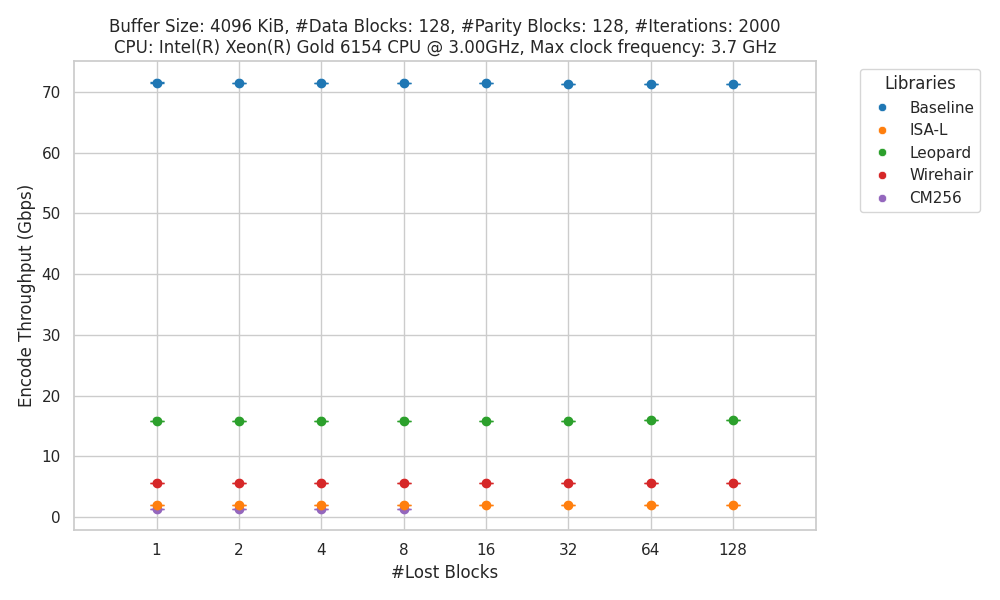 Buffer Size: 4096 KiB, #Data Blocks: 128, #Parity Blocks: 128, #Iterations: 2000
CPU: Intel(R) Xeon(R) Gold 6154 CPU @ 3.00GHz, Max clock frequency: 3.7 GHz
Encode Throughput (Gbps)
70
60
50
40
30
20
10
0
1 2 4 8 16 32 64 128
#Lost Blocks
Libraries
Baseline
ISA-L
Leopard
Wirehair
CM256